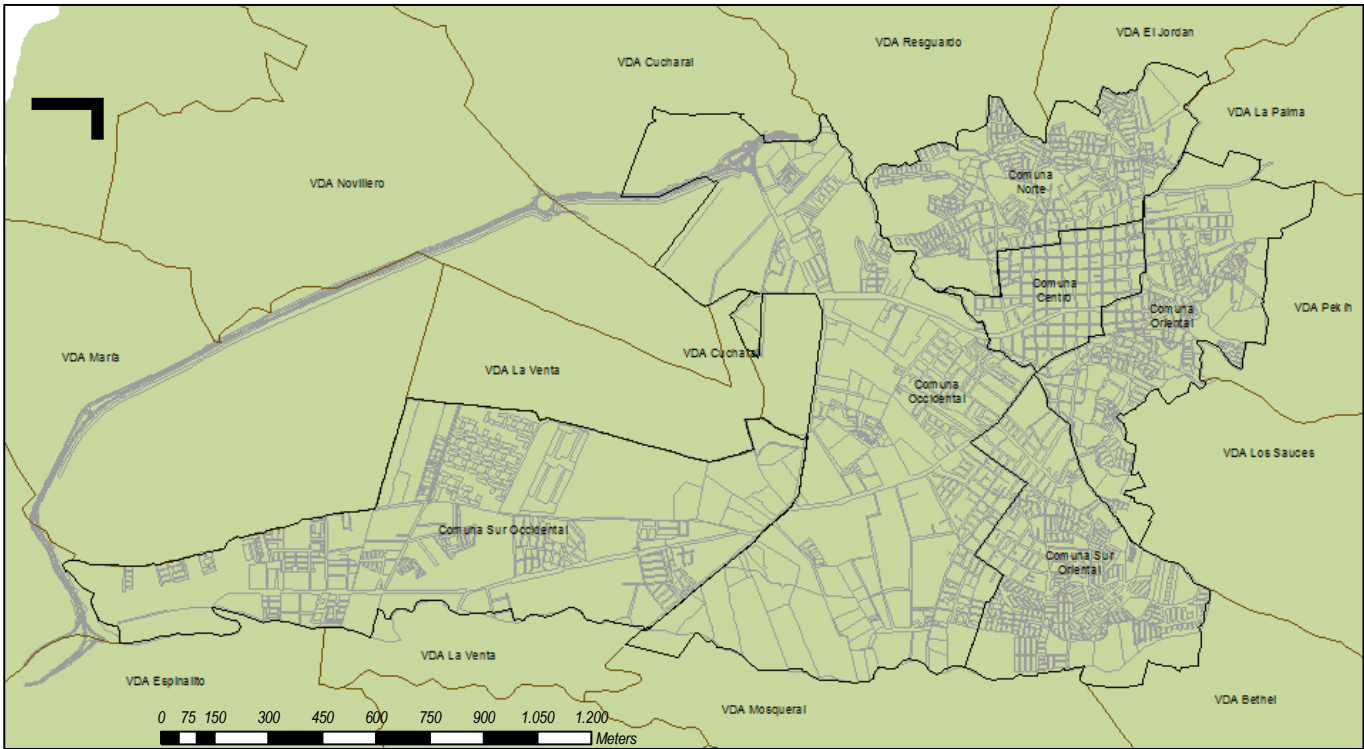 VDA El Jordan
VDA Resguardo
VDA Cucharal
VDA La Palma
Comuna
Norte
VDA Novillero
Comuna
Centro
Comuna
Oriental
VDA Pekin
VDA María
VDA Cucharal
VDA La Venta
Comuna
Occidental
VDA Los Sauces
Comuna Sur Occidental
Comuna Sur
Oriental
VDA La Venta
VDA Espinalito
VDA Bethel
VDA Mosqueral
0 75 150 300 450 600 750 900 1.050 1.200
Meters